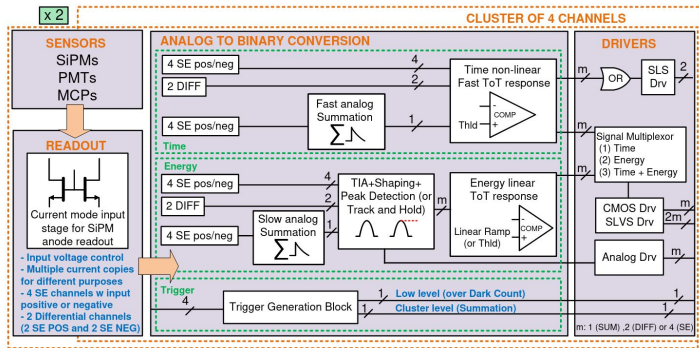 x 2
CLUSTER OF 4 CHANNELS
SENSORS
SiPMs
PMTs
MCPs
READOUT
Current mode input
stage for SiPM
anode readout
- Input voltage control
- Multiple current copies
for different purposes
- 4 SE channels w input
positive or negative
- 2 Differential channels
(2 SE POS and 2 SE NEG)
ANALOG TO BINARY CONVERSION
4 SE pos/neg
4
2 DIFF
2
4 SE pos/neg
Fast analog
Summation
Σ
1
Time non-linear
Fast ToT response
-
COMP
+
Thld
Time
Energy
4 SE pos/neg
4
2 DIFF
2
4 SE pos/neg
Slow analog
Summation
Σ
1
TIA+Shaping+
Peak Detection (or
Track and Hold)
m
Energy linear
ToT response
-
COMP
+
Linear Ramp
(or Thld)
Trigger
4
Trigger Generation Block
1
Low level (over Dark Count)
1
1
Cluster level (Summation)
1
DRIVERS
m
OR
SLS
Drv
2
m
Signal Multiplexor
(1) Time
(2) Energy
(3) Time + Energy
m
CMOS Drv
m
SLVS Drv
2m
Analog Drv
m
m: 1 (SUM) ,2 (DIFF) or 4 (SE)